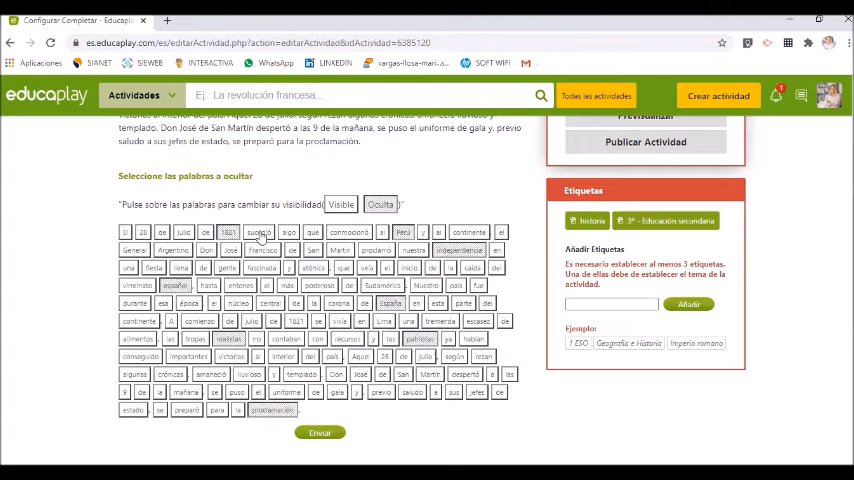 Configurar Completar - Educaplay
es.educaplay.com/es/editarActividad.php?action=editarActividad&idActividad=6385120
Aplicaciones SIANET SIEWEB INTERACTIVA WhatsApp LINKEDIN vargas-llosa-mari... SOFT WIFI
educaplay Actividades Ej.. La revolución francesa... Todas las actividades Crear actividad 1
templado. Don José de San Martín despertó a las 9 de la mañana, se puso el uniforme de gala y, previo
saludo a sus jefes de estado, se preparó para la proclamación.
Previsualizar
Publicar Actividad
Seleccione las palabras a ocultar
"Pulse sobre las palabras para cambiar su visibilidad( Visible Oculta )"
El 28 de julio de 1821 sucedió algo que conmocionó al Perú y al continente, el
General Argentino Don José Francisco de San Martín proclamó nuestra independencia en
una fiesta llena de gente fascinada y atónita, que veía el inicio de la caída del
virreinato español, hasta entones el más poderoso de Sudamérica. Nuestro país fue
durante esa época, el núcleo central de la corona de España en esta parte del
continente. A comienzo de julio de 1821 se vivía en Lima una tremenda escasez de
alimentos, las tropas realistas no contaban con recursos y los patriotas ya habían
conseguido importantes victorias al interior del país. Aquel 28 de julio, según rezan
algunas crónicas, amaneció lluvioso y templado. Don José de San Martín despertó a las
9 de la mañana, se puso el uniforme de gala y, previo saludo a sus jefes de
estado, se preparó para la proclamación.
Enviar
Etiquetas
historia 3º - Educación secundaria
Añadir Etiquetas
Es necesario establecer al menos 3 etiquetas.
Una de ellas debe de establecer el tema de la
actividad.
Añadir
Ejemplo:
1 ESO Geografía e Historia Imperio romano